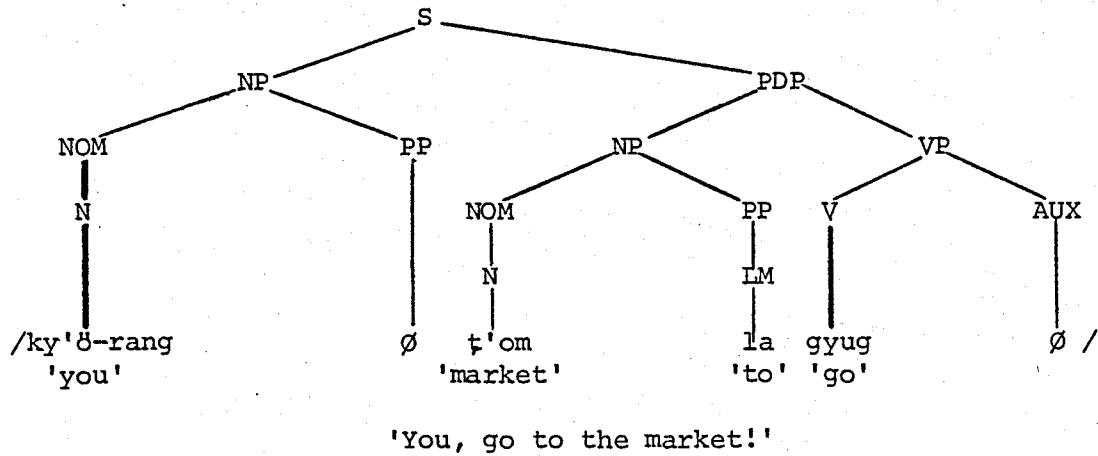 S
NP PDP
NOM PP NP VP
N NOM PP V AUX
N LM
/ky'ö-rang Ø ţ'om la gyug Ø /
'you' 'market' 'to' 'go'
'You, go to the market!'